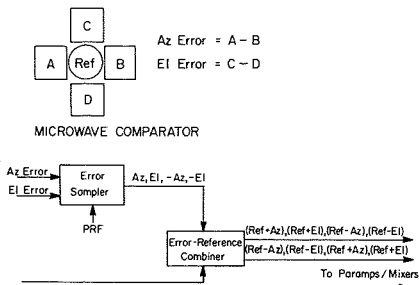 C
A
Ref
B
D
Az Error = A - B
El Error = C - D
MICROWAVE COMPARATOR
Az Error
El Error
Error
Sampler
PRF
Az, El, -Az, -El
Error-Reference
Combiner
(Ref+Az),(Ref+El),(Ref-Az),(Ref-El)
(Ref-Az),(Ref-El),(Ref+Az),(Ref+El)
To Paramps/Mixers